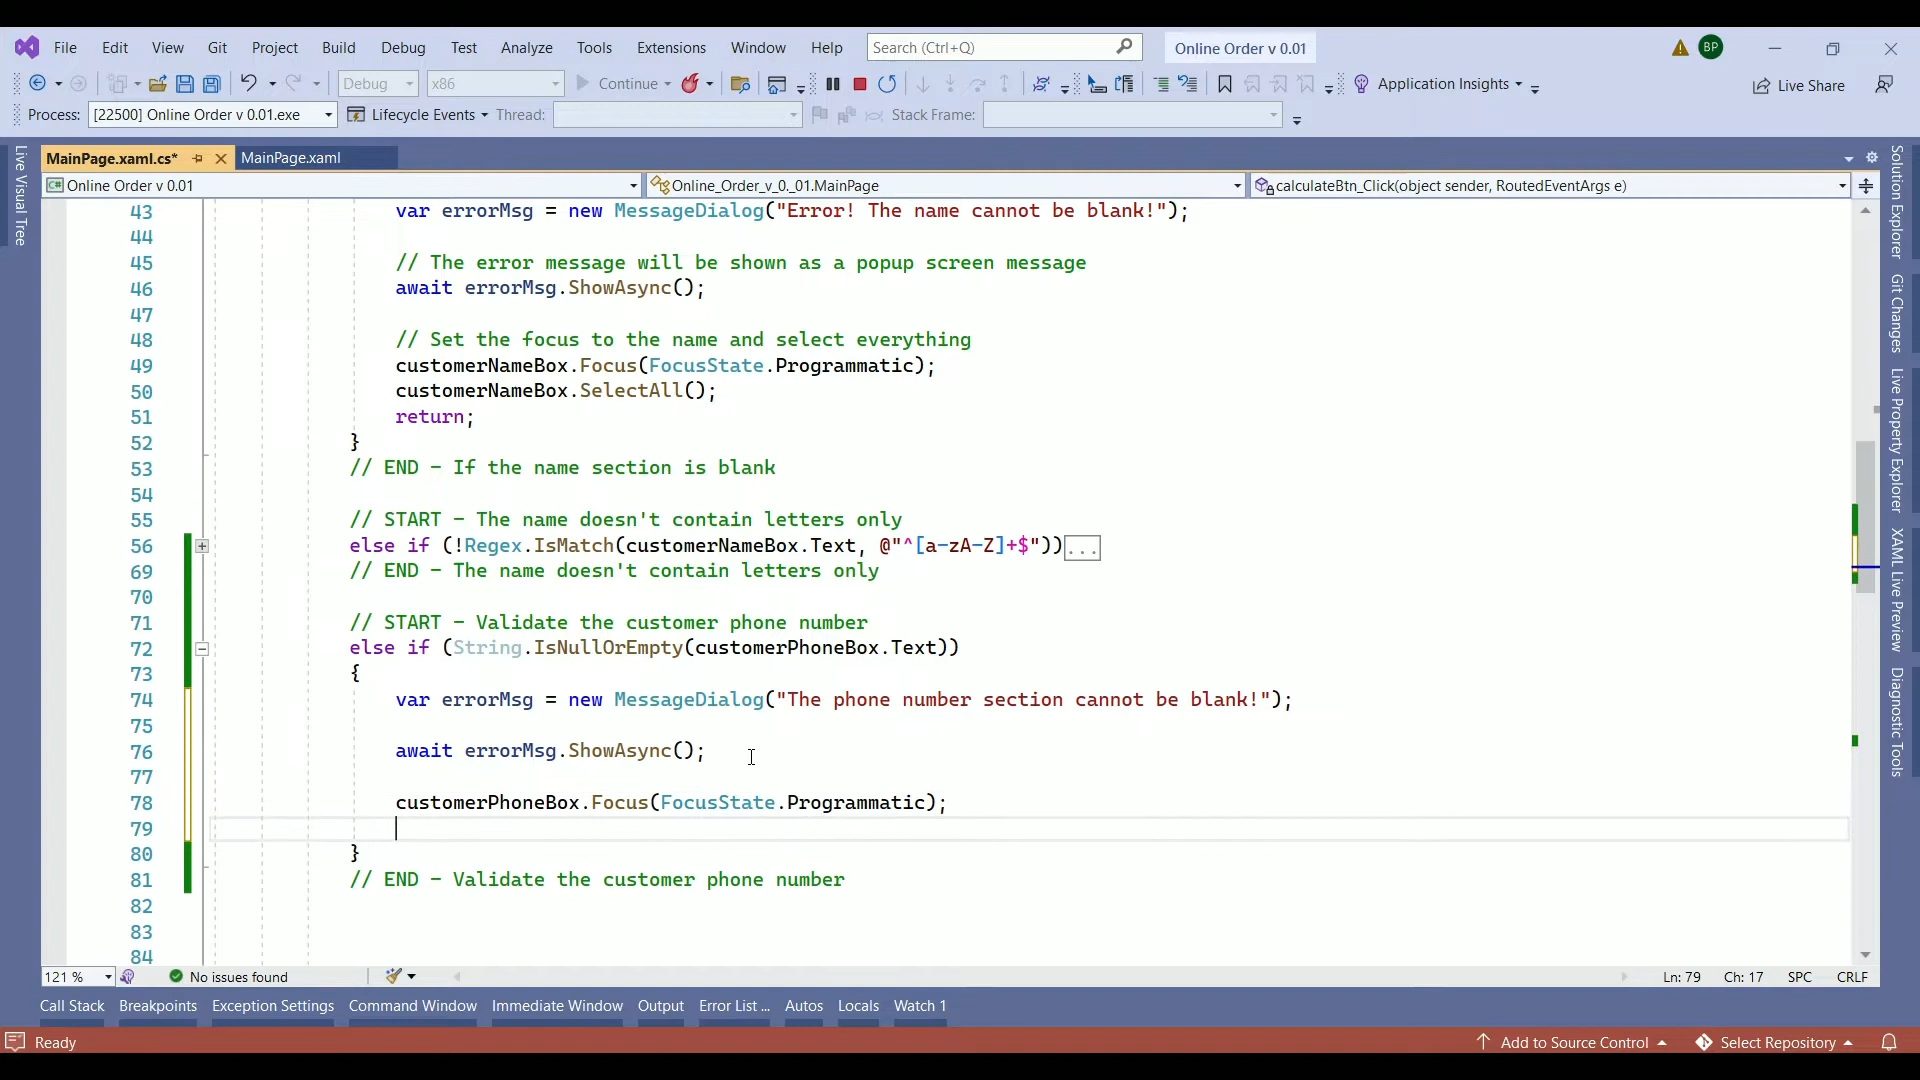 File Edit View Git Project Build Debug Test Analyze Tools Extensions Window Help Search (Ctrl+Q) Online Order v 0.01 BP
Debug x86 Continue Application Insights Live Share
Process: [22500] Online Order v 0.01.exe Lifecycle Events Thread: Stack Frame:
MainPage.xaml.cs* MainPage.xaml
Online Order v 0.01 Online_Order_v_0._01.MainPage calculateBtn_Click(object sender, RoutedEventArgs e)
Live Visual Tree
43 var errorMsg = new MessageDialog("Error! The name cannot be blank!");
44
45 // The error message will be shown as a popup screen message
46 await errorMsg.ShowAsync();
47
48 // Set the focus to the name and select everything
49 customerNameBox.Focus(FocusState.Programmatic);
50 customerNameBox.SelectAll();
51 return;
52 }
53 // END - If the name section is blank
54
55 // START - The name doesn't contain letters only
56 else if (!Regex.IsMatch(customerNameBox.Text, @"^[a-zA-Z]+$"))...
69 // END - The name doesn't contain letters only
70
71 // START - Validate the customer phone number
72 else if (String.IsNullOrEmpty(customerPhoneBox.Text))
73 {
74 var errorMsg = new MessageDialog("The phone number section cannot be blank!");
75
76 await errorMsg.ShowAsync();
77
78 customerPhoneBox.Focus(FocusState.Programmatic);
79
80 }
81 // END - Validate the customer phone number
82
83
84
Solution Explorer
Git Changes
Live Property Explorer
XAML Live Preview
Diagnostic Tools
121 % No issues found Ln: 79 Ch: 17 SPC CRLF
Call Stack Breakpoints Exception Settings Command Window Immediate Window Output Error List ... Autos Locals Watch 1
Ready Add to Source Control Select Repository